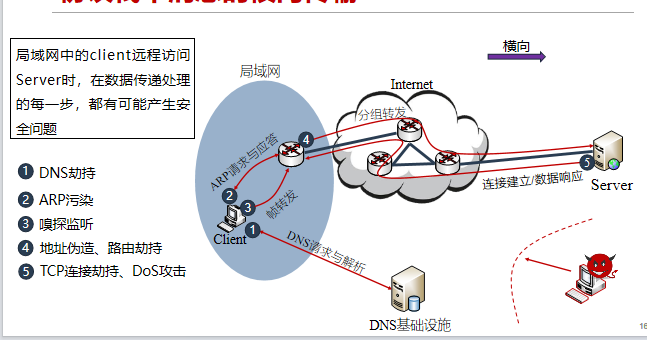 横向
局域网中的client远程访问
Server时，在数据传递处理
的每一步，都有可能产生安
全问题
局域网
Internet
分组转发
ARP请求与应答
4
2
3
帧转发
Client
1
DNS请求与解析
DNS基础设施
5
连接建立/数据响应
Server
1 DNS劫持
2 ARP污染
3 嗅探监听
4 地址伪造、路由劫持
5 TCP连接劫持、DoS攻击
16